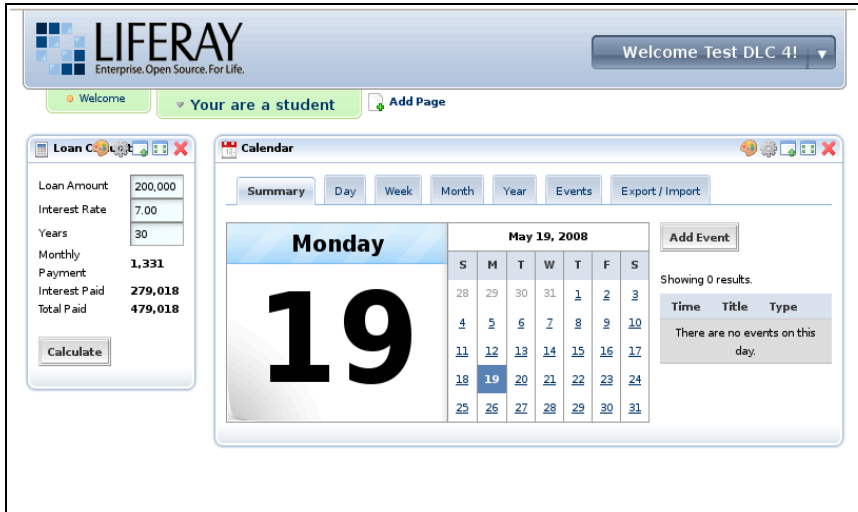 LIFERAY
Enterprise. Open Source. For Life.
Welcome Test DLC 4!
Welcome
Your are a student
Add Page
Loan C
Loan Amount 200,000
Interest Rate 7.00
Years 30
Monthly
Payment 1,331
Interest Paid 279,018
Total Paid 479,018
Calculate
Calendar
Summary Day Week Month Year Events Export / Import
Monday
19
May 19, 2008
S M T W T F S
28 29 30 31 1 2 3
4 5 6 7 8 9 10
11 12 13 14 15 16 17
18 19 20 21 22 23 24
25 26 27 28 29 30 31
Add Event
Showing 0 results.
Time Title Type
There are no events on this
day.